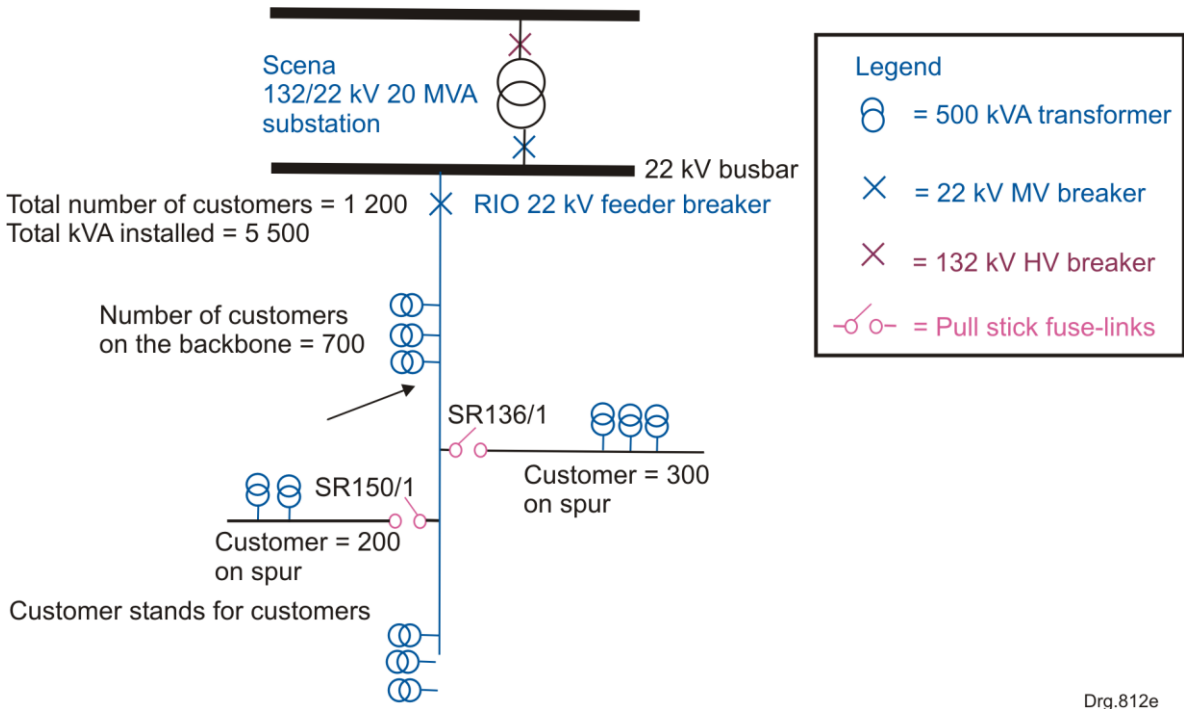 Scena
132/22 kV 20 MVA
substation
22 kV busbar
Total number of customers = 1 200
Total kVA installed = 5 500
RIO 22 kV feeder breaker
Number of customers
on the backbone = 700
SR136/1
Customer = 300
on spur
SR150/1
Customer = 200
on spur
Customer stands for customers
Legend
= 500 kVA transformer
= 22 kV MV breaker
= 132 kV HV breaker
= Pull stick fuse-links
Drg.812e